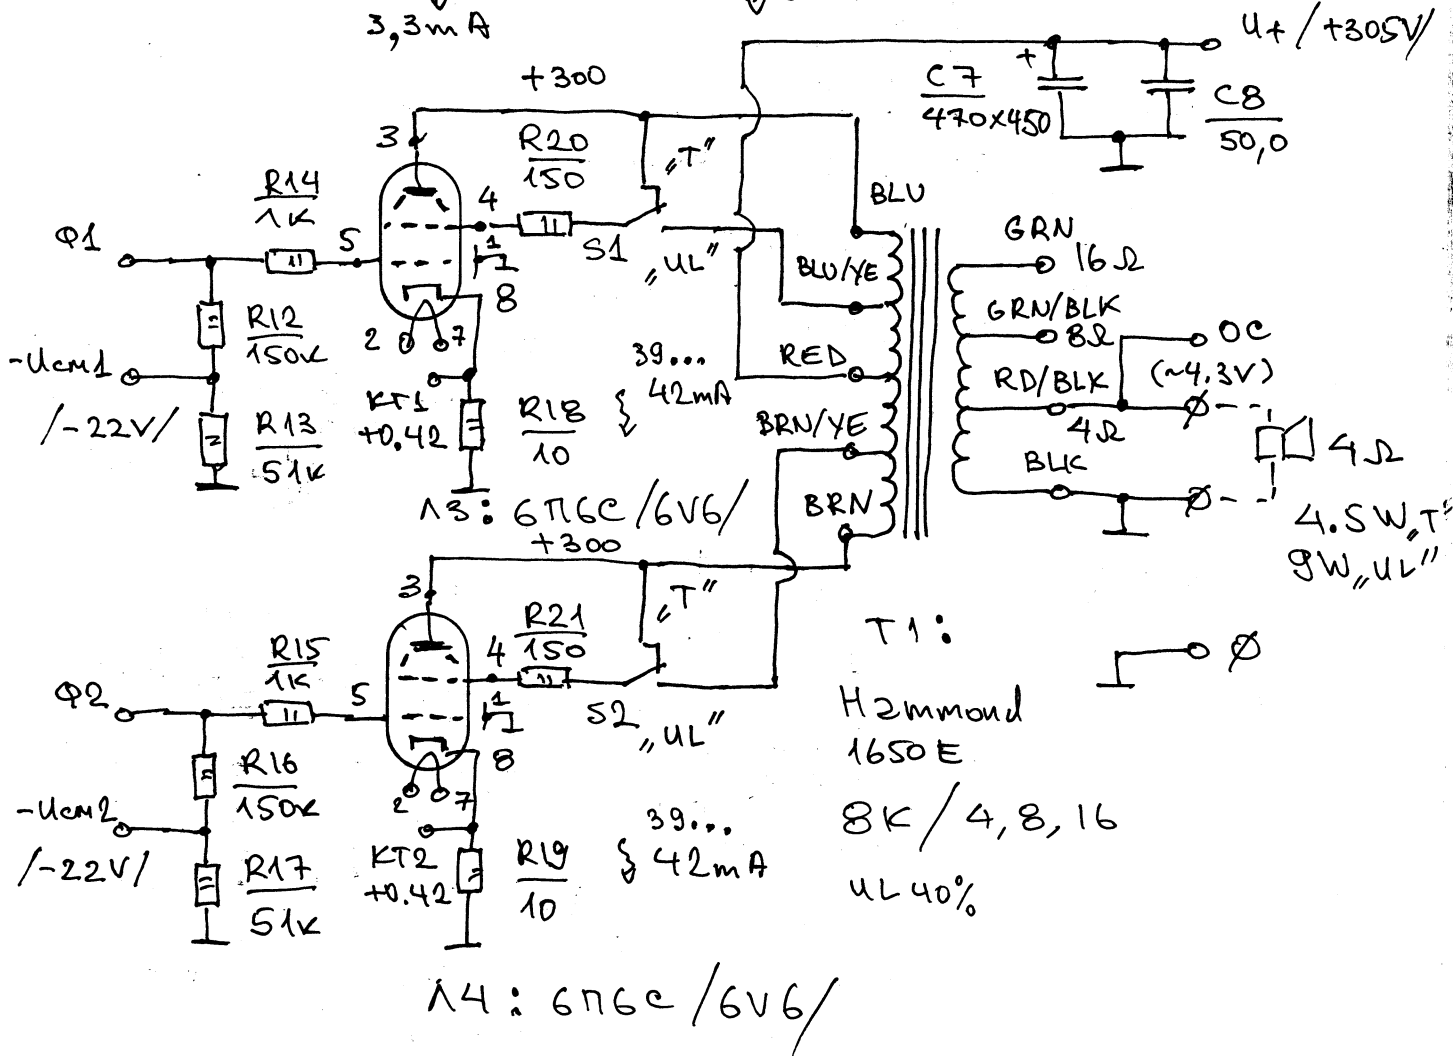 3,3mA
U+ /+305V/
+300
+
C7
470x450
C8
50,0
3
R20
150
„T"
R14
1K
4
BLU
Ф1
5
1
S1
„UL"
GRN
16Ω
BLU/YE
8
GRN/BLK
8Ω
OC
R12
150K
2
7
39...
42mA
RED
RD/BLK
4Ω
(~4.3V)
-Uсм1
/-22V/
KT1
+0.42
R18
10
BRN/YE
Ø
R13
51K
BLK
4Ω
BRN
Ø
Л3: 6П6С /6V6/
4.5W„T"
9W„UL"
+300
3
„T"
R21
150
T1:
R15
1K
4
Ø
Ф2
5
1
S2
„UL"
Hammond
1650E
8
R16
150K
2
7
39...
42mA
8K / 4, 8, 16
-Uсм2
/-22V/
KT2
+0.42
R19
10
R17
51K
UL 40%
Л4: 6П6С /6V6/